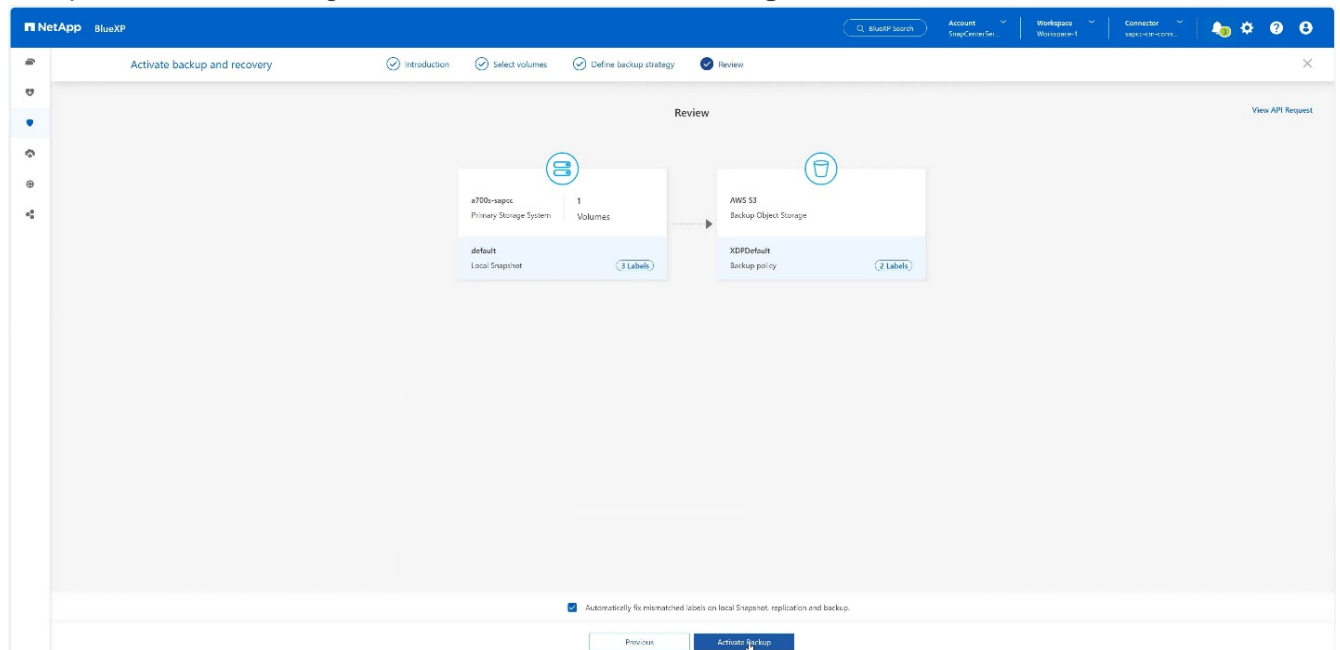 NetApp BlueXP
BlueXP Search
Account
SnapCenterSer...
Workspace
Workspace-1
Connector
sapcc-cm-conn...
Activate backup and recovery
Introduction
Select volumes
Define backup strategy
Review
Review
View API Request
a700s-sapcc
Primary Storage System
1
Volumes
default
Local Snapshot
3 Labels
AWS S3
Backup Object Storage
XDPDefault
Backup policy
2 Labels
Automatically fix mismatched labels on local Snapshot, replication and backup.
Previous
Activate Backup